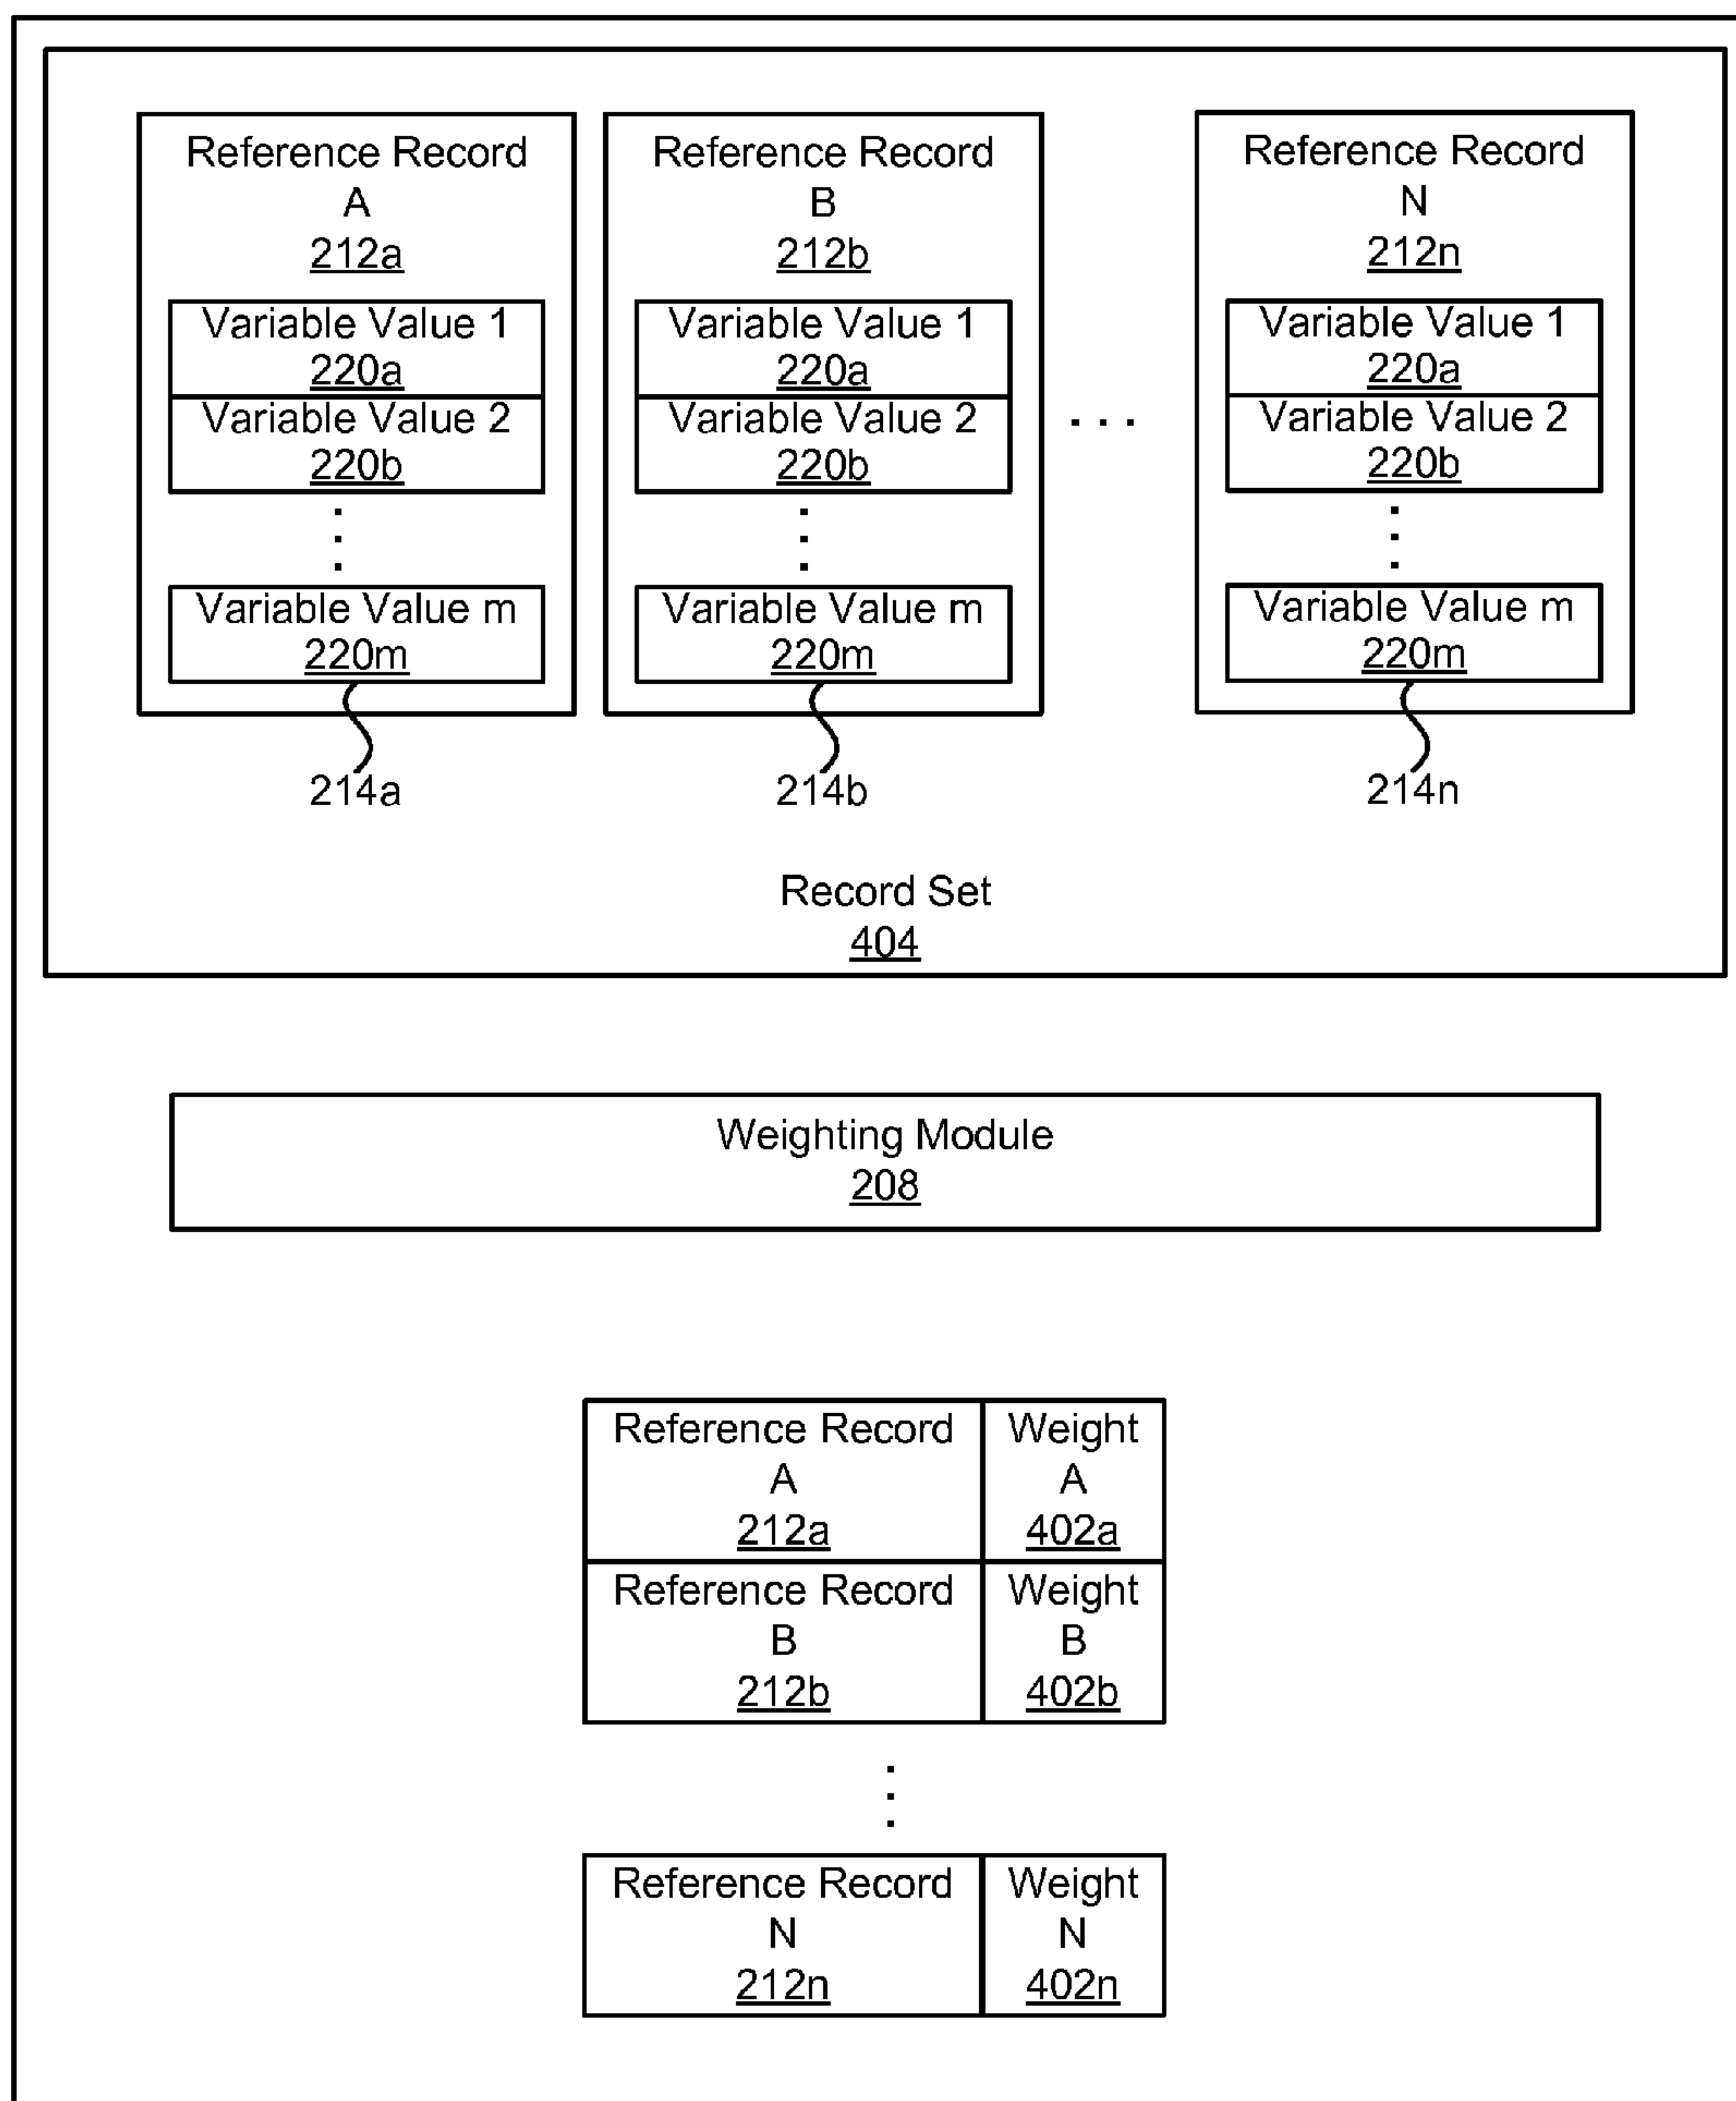 Reference Record
A
212a
Variable Value 1
220a
Variable Value 2
220b
Variable Value m
220m
214a
Reference Record
B
212b
Variable Value 1
220a
Variable Value 2
220b
Variable Value m
220m
214b
. . .
Reference Record
N
212n
Variable Value 1
220a
Variable Value 2
220b
Variable Value m
220m
214n
Record Set
404
Weighting Module
208
Reference Record
A
212a
Weight
A
402a
Reference Record
B
212b
Weight
B
402b
Reference Record
N
212n
Weight
N
402n